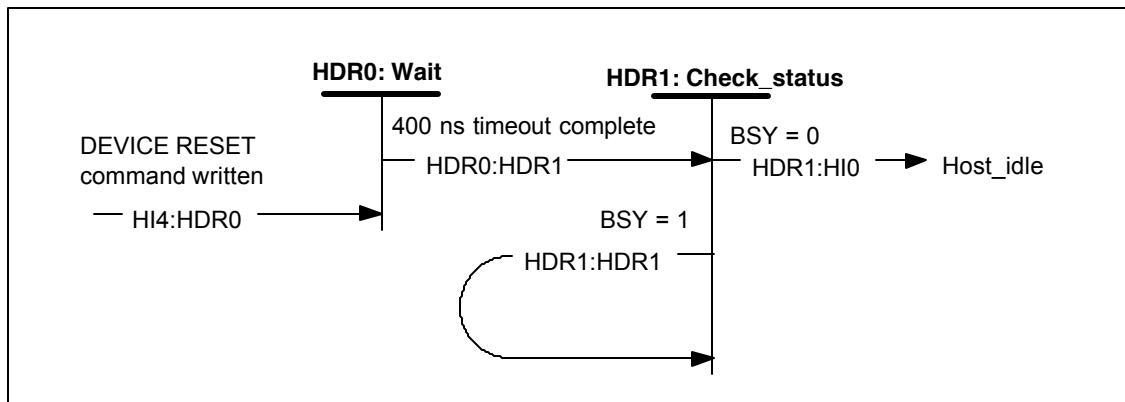 HDR0: Wait
HDR1: Check_status
400 ns timeout complete
BSY = 0
DEVICE RESET
command written
HDR0:HDR1
HDR1:HI0
Host_idle
HI4:HDR0
BSY = 1
HDR1:HDR1